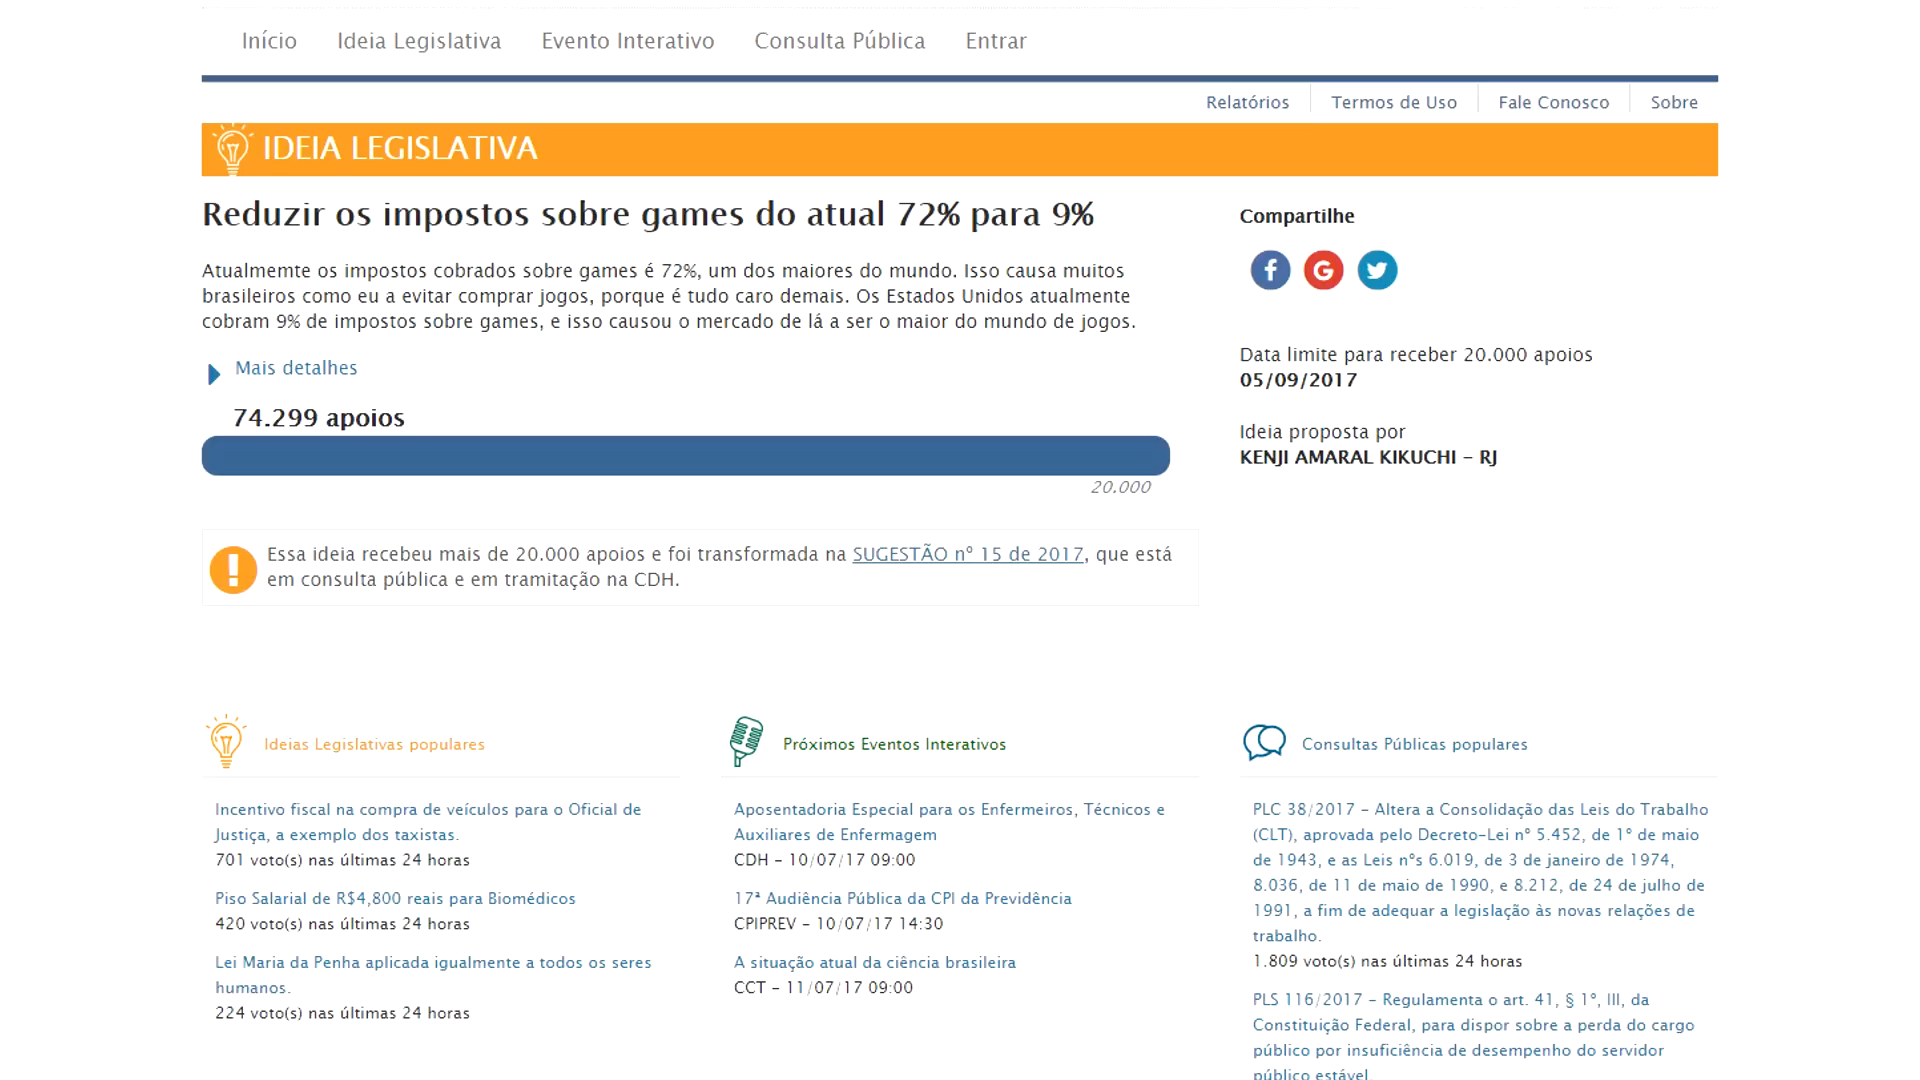 Início Ideia Legislativa Evento Interativo Consulta Pública Entrar
Relatórios Termos de Uso Fale Conosco Sobre
IDEIA LEGISLATIVA
Reduzir os impostos sobre games do atual 72% para 9%
Atualmemte os impostos cobrados sobre games é 72%, um dos maiores do mundo. Isso causa muitos
brasileiros como eu a evitar comprar jogos, porque é tudo caro demais. Os Estados Unidos atualmente
cobram 9% de impostos sobre games, e isso causou o mercado de lá a ser o maior do mundo de jogos.
Mais detalhes
74.299 apoios
20.000
Essa ideia recebeu mais de 20.000 apoios e foi transformada na SUGESTÃO nº 15 de 2017, que está
em consulta pública e em tramitação na CDH.
Compartilhe
Data limite para receber 20.000 apoios
05/09/2017
Ideia proposta por
KENJI AMARAL KIKUCHI - RJ
Ideias Legislativas populares
Incentivo fiscal na compra de veículos para o Oficial de
Justiça, a exemplo dos taxistas.
701 voto(s) nas últimas 24 horas
Piso Salarial de R$4,800 reais para Biomédicos
420 voto(s) nas últimas 24 horas
Lei Maria da Penha aplicada igualmente a todos os seres
humanos.
224 voto(s) nas últimas 24 horas
Próximos Eventos Interativos
Aposentadoria Especial para os Enfermeiros, Técnicos e
Auxiliares de Enfermagem
CDH - 10/07/17 09:00
17ª Audiência Pública da CPI da Previdência
CPIPREV - 10/07/17 14:30
A situação atual da ciência brasileira
CCT - 11/07/17 09:00
Consultas Públicas populares
PLC 38/2017 - Altera a Consolidação das Leis do Trabalho
(CLT), aprovada pelo Decreto-Lei nº 5.452, de 1º de maio
de 1943, e as Leis nºs 6.019, de 3 de janeiro de 1974,
8.036, de 11 de maio de 1990, e 8.212, de 24 de julho de
1991, a fim de adequar a legislação às novas relações de
trabalho.
1.809 voto(s) nas últimas 24 horas
PLS 116/2017 - Regulamenta o art. 41, § 1º, III, da
Constituição Federal, para dispor sobre a perda do cargo
público por insuficiência de desempenho do servidor
público estável.